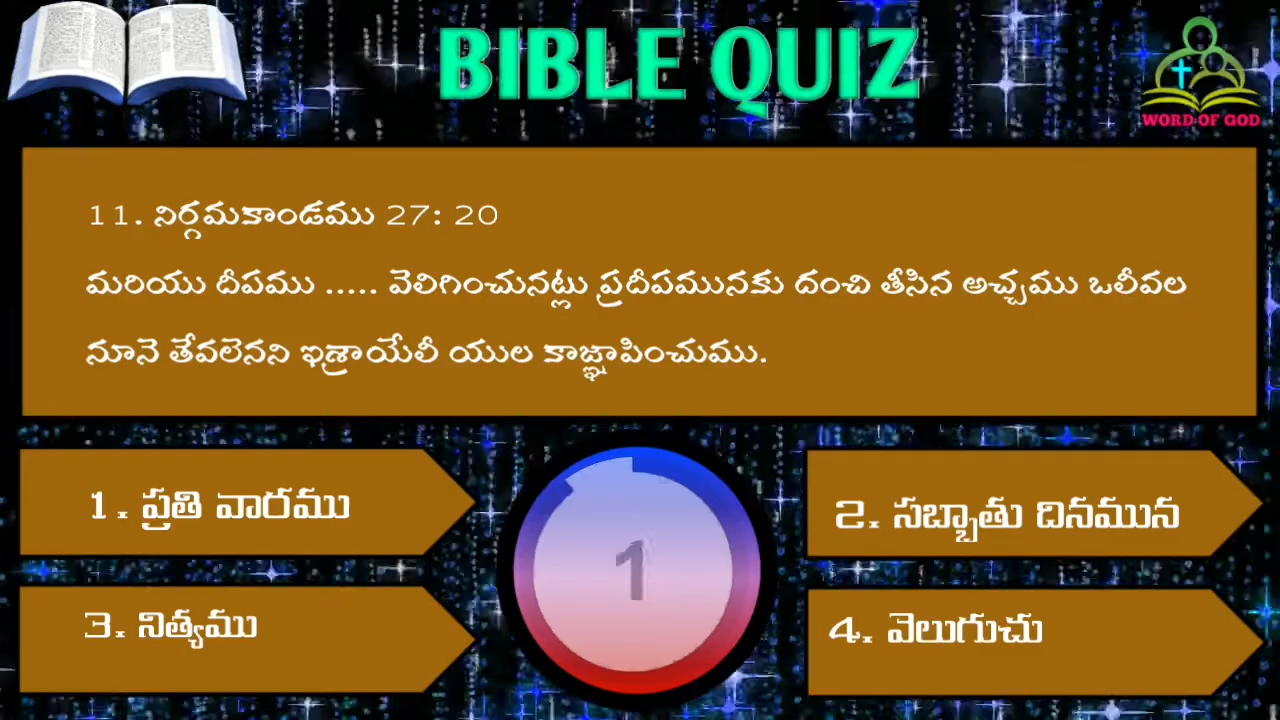 BIBLE QUIZ
WORD OF GOD
11. నిర్గమకాండము 27: 20
మరియు దీపము ..... వెలిగించునట్లు ప్రదీపమునకు దంచి తీసిన అచ్చము ఒలీవల
నూనె తేవలెనని ఇశ్రాయేలీ యుల కాజ్ఞాపించుము.
1. ప్రతి వారము
2. సబ్బాతు దినమున
1
3. నిత్యము
4. వెలుగుచు